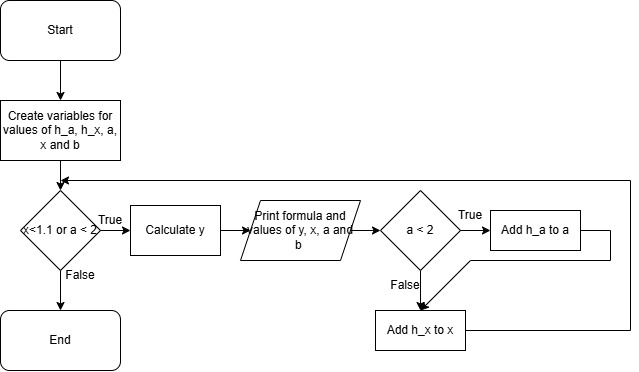 Start
Create variables for
values of h_a, h_x, a,
x and b
x<1.1 or a < 2
True
Calculate y
Print formula and
values of y, x, a and
b
a < 2
True
Add h_a to a
False
False
End
Add h_x to x